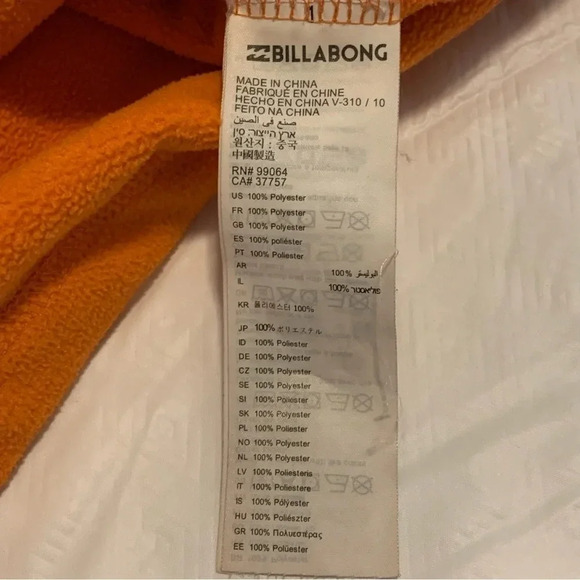 1
BILLABONG
MADE IN CHINA
FABRIQUÉ EN CHINE
HECHO EN CHINA V-310 / 10
FEITO NA CHINA
صنع في الصين
ארץ הייצור: סין
원산지 : 중국
中國製造
RN# 99064
CA# 37757
US 100% Polyester
FR 100% Polyester
GB 100% Polyester
ES 100% poliéster
PT 100% Poliester
AR 100% البوليستر
IL 100% פוליאסטר
KR 폴리에스터 100%
JP 100% ポリエステル
ID 100% Poliester
DE 100% Polyester
CZ 100% Polyester
SE 100% Polyester
SI 100% Poliester
SK 100% Polyester
PL 100% Poliester
NO 100% Polyester
NL 100% Polyester
LV 100% Poliesteris
IT 100% Poliestere
IS 100% Pólýester
HU 100% Poliészter
GR 100% Πολυεστέρας
EE 100% Polüester